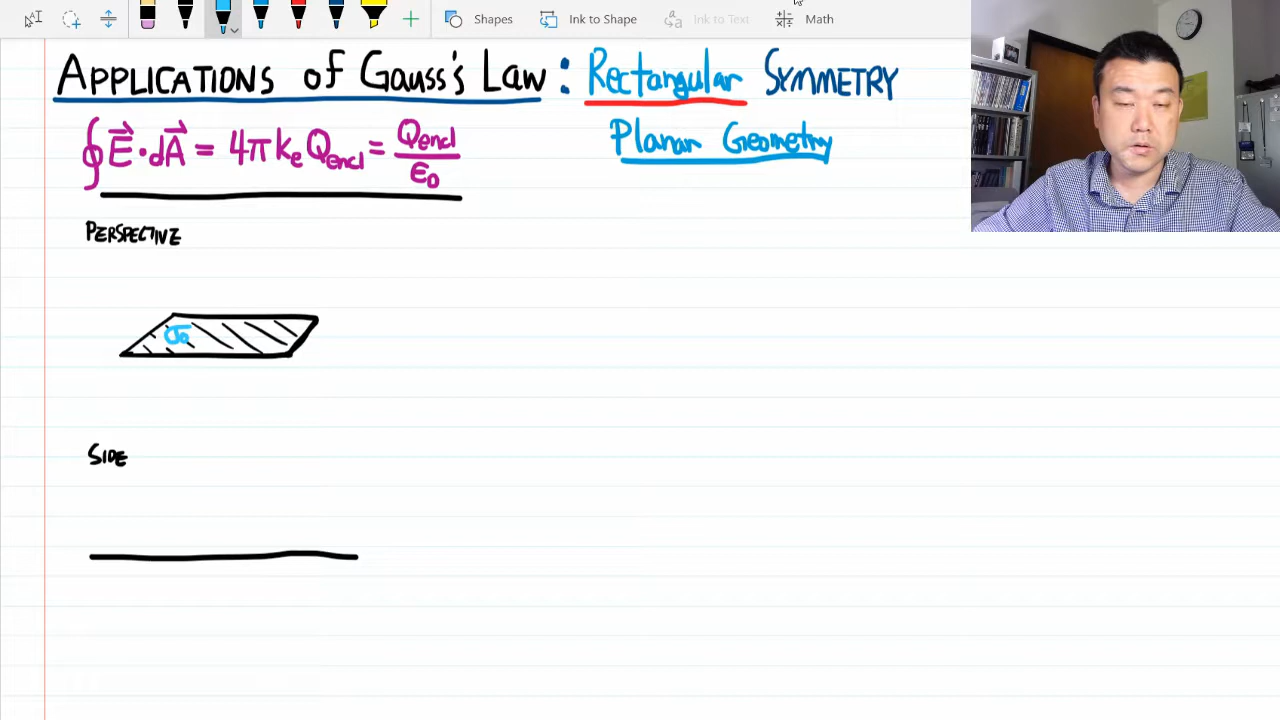 Shapes Ink to Shape Ink to Text Math
APPLICATIONS of Gauss's Law : Rectangular SYMMETRY
Planar Geometry
∮E⃗·dA⃗ = 4πkₑQₑₙcₗ = Qₑₙcₗ/ε₀
PERSPECTIVE
σ₀
SIDE